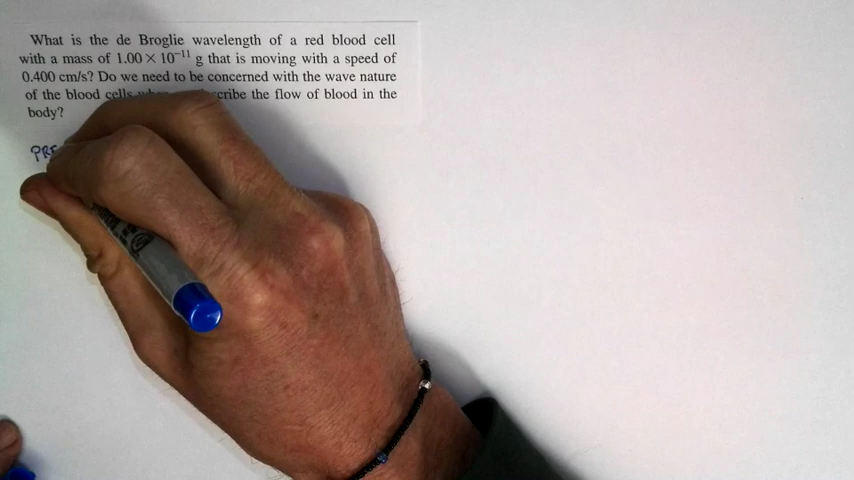 What is the de Broglie wavelength of a red blood cell
with a mass of 1.00 × 10⁻¹¹ g that is moving with a speed of
0.400 cm/s? Do we need to be concerned with the wave nature
of the blood cells the flow of blood in the
body?
PRE